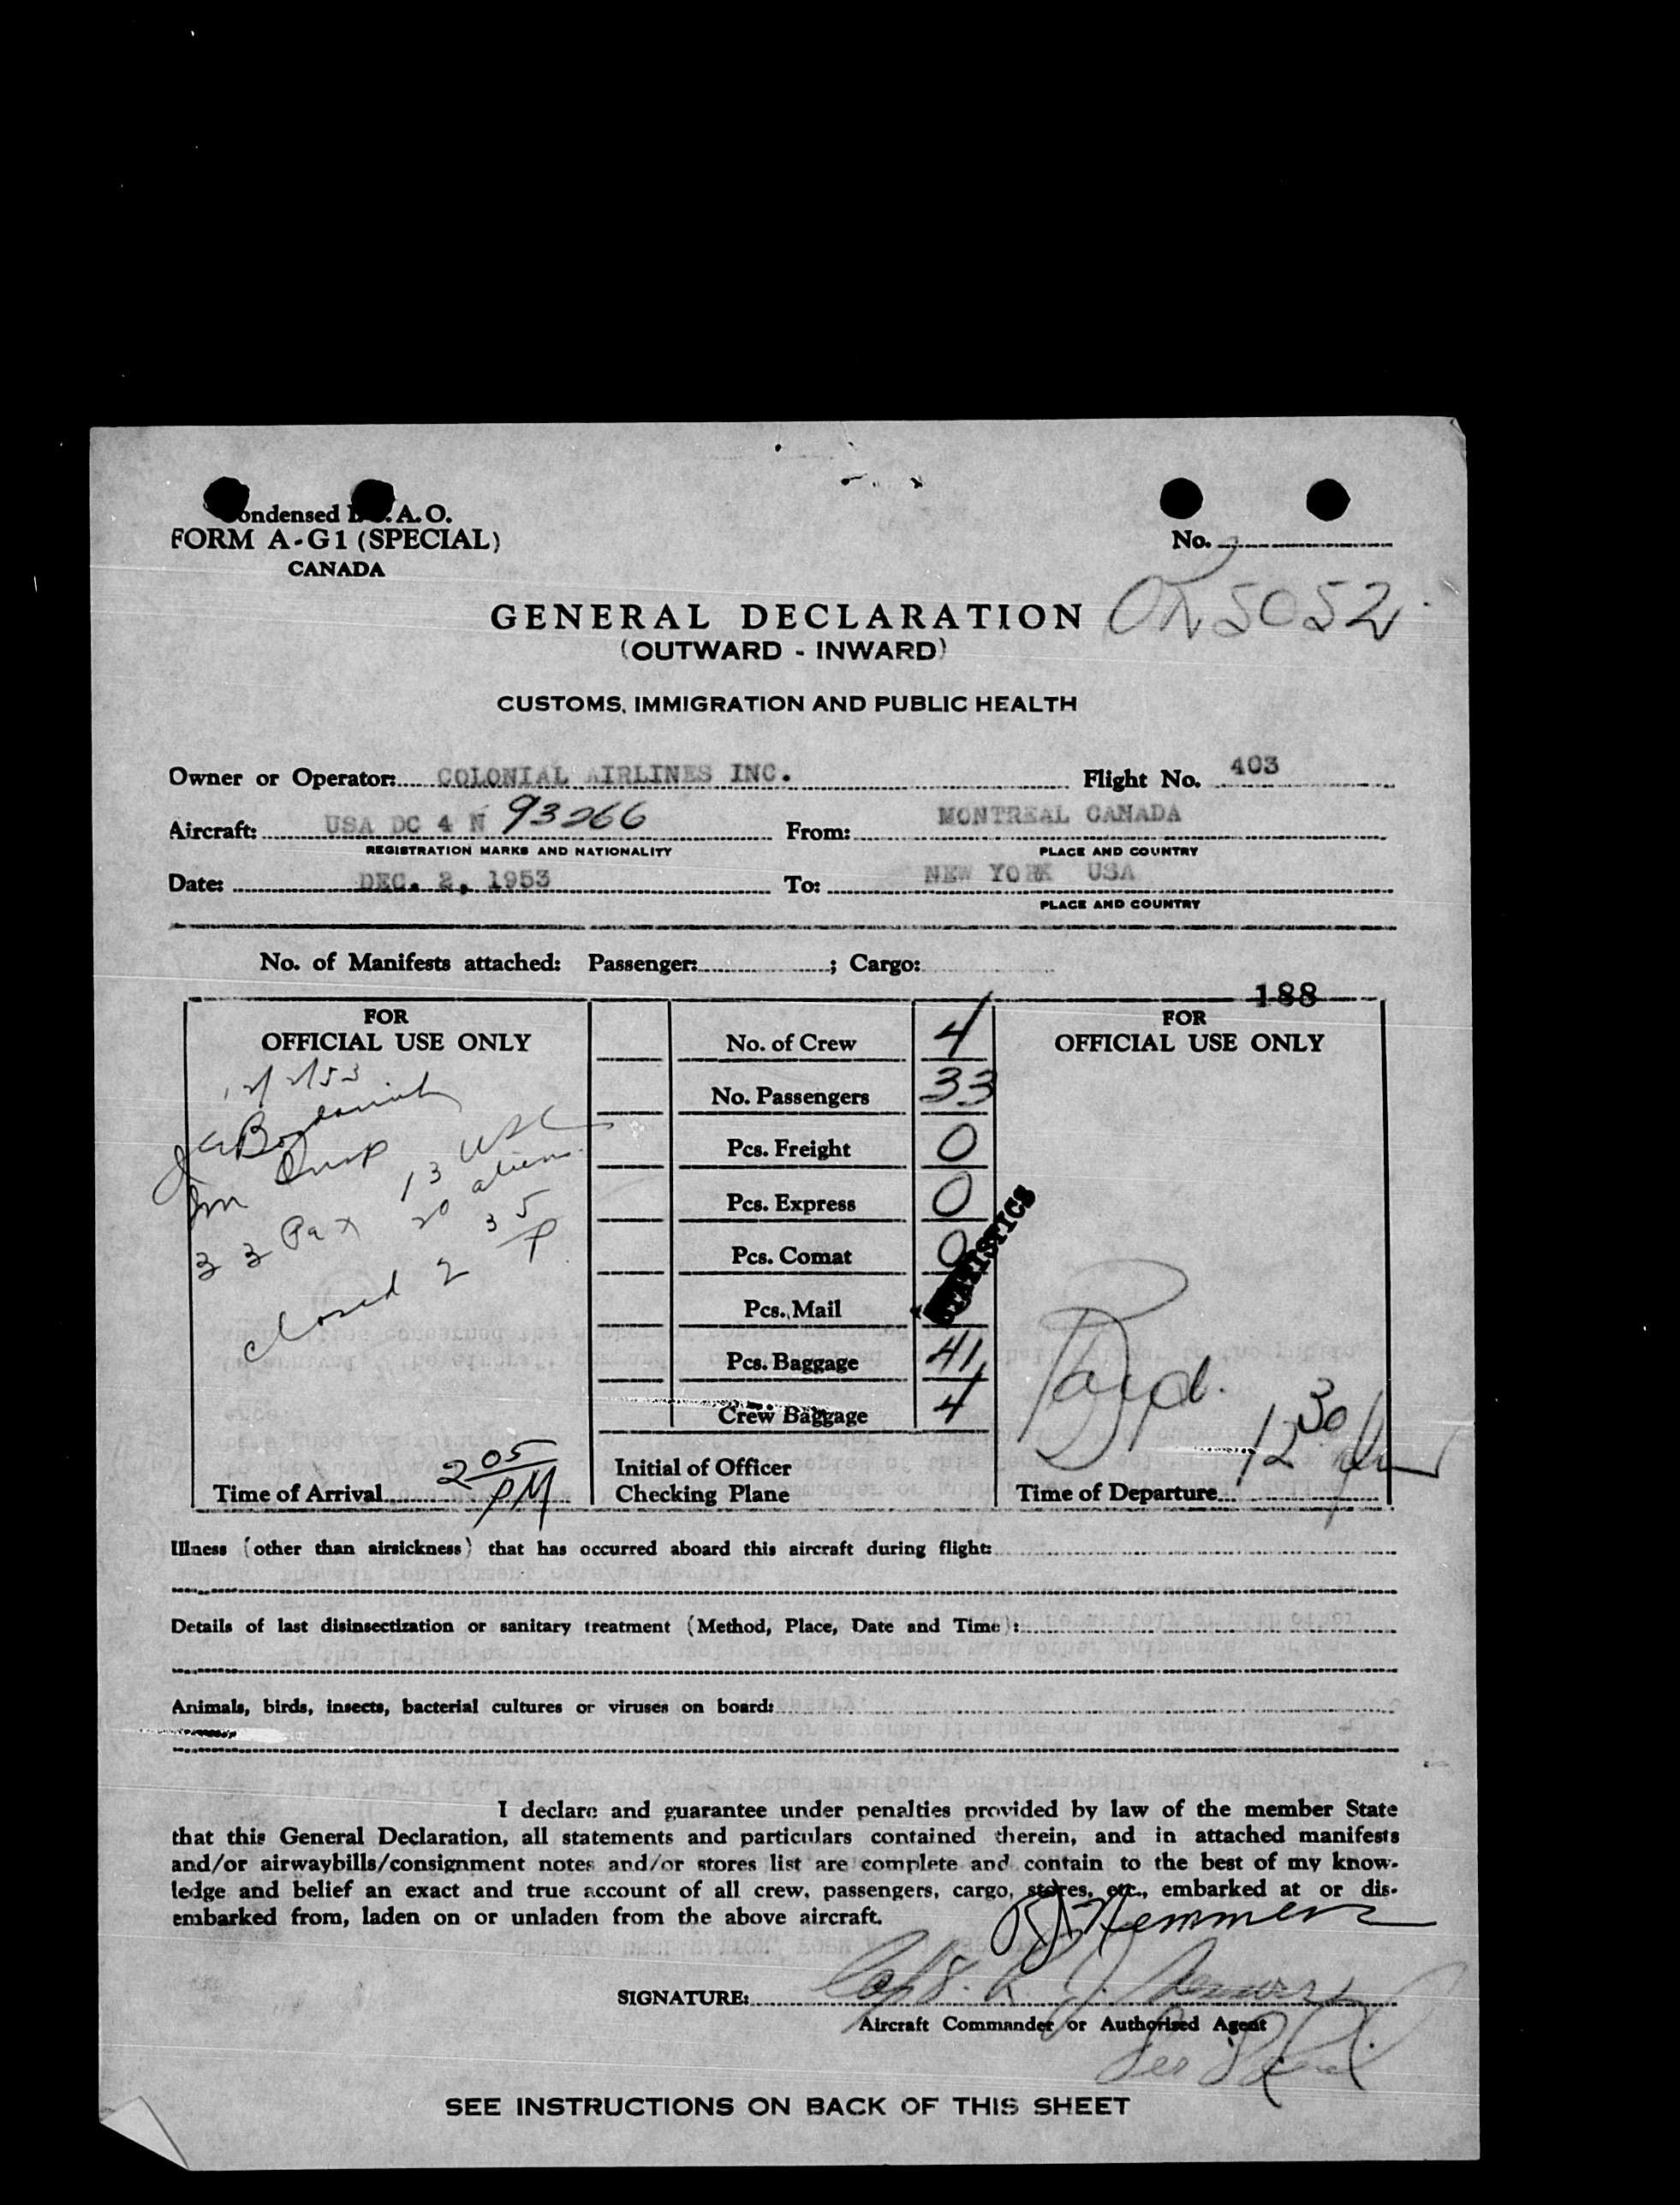 Condensed I.C.A.O.
FORM A-G1 (SPECIAL)
CANADA
No.
5052
GENERAL DECLARATION
(OUTWARD - INWARD)
CUSTOMS, IMMIGRATION AND PUBLIC HEALTH
Owner or Operator: COLONIAL AIRLINES INC. Flight No. 403
Aircraft: USA DC 4 N 93266 From: MONTREAL CANADA
REGISTRATION MARKS AND NATIONALITY PLACE AND COUNTRY
Date: DEC. 2, 1953 To: NEW YORK USA
PLACE AND COUNTRY
No. of Manifests attached: Passenger: ; Cargo:
188
FOR
OFFICIAL USE ONLY
12/2/53
Imm Insp
13 USC
33 Pax 20 aliens
closed 2 35 P
Time of Arrival 2 05 PM
No. of Crew 4
No. Passengers 33
Pcs. Freight 0
Pcs. Express 0
Pcs. Comat 0
Pcs. Mail
STATISTICS
Pcs. Baggage 41
Crew Baggage 4
Initial of Officer
Checking Plane
FOR
OFFICIAL USE ONLY
Time of Departure 12 30
Illness (other than airsickness) that has occurred aboard this aircraft during flight:
Details of last disinsectization or sanitary treatment (Method, Place, Date and Time):
Animals, birds, insects, bacterial cultures or viruses on board:
I declare and guarantee under penalties provided by law of the member State
that this General Declaration, all statements and particulars contained therein, and in attached manifests
and/or airwaybills/consignment notes and/or stores list are complete and contain to the best of my know-
ledge and belief an exact and true account of all crew, passengers, cargo, stores, etc., embarked at or dis-
embarked from, laden on or unladen from the above aircraft.
SIGNATURE: Capt. R J
Aircraft Commander or Authorised Agent
SEE INSTRUCTIONS ON BACK OF THIS SHEET